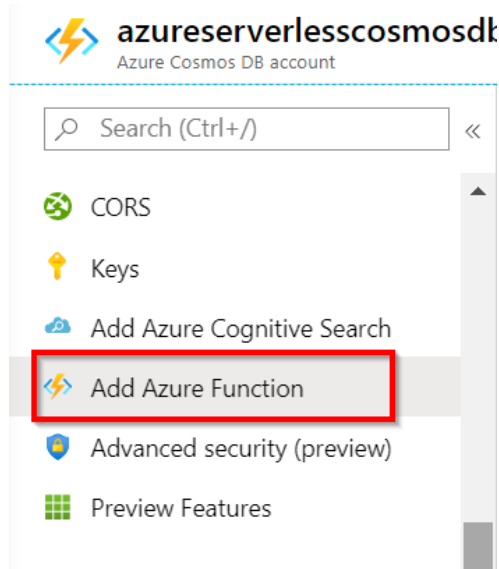 azureserverlesscosmosdb
Azure Cosmos DB account
Search (Ctrl+/)
CORS
Keys
Add Azure Cognitive Search
Add Azure Function
Advanced security (preview)
Preview Features